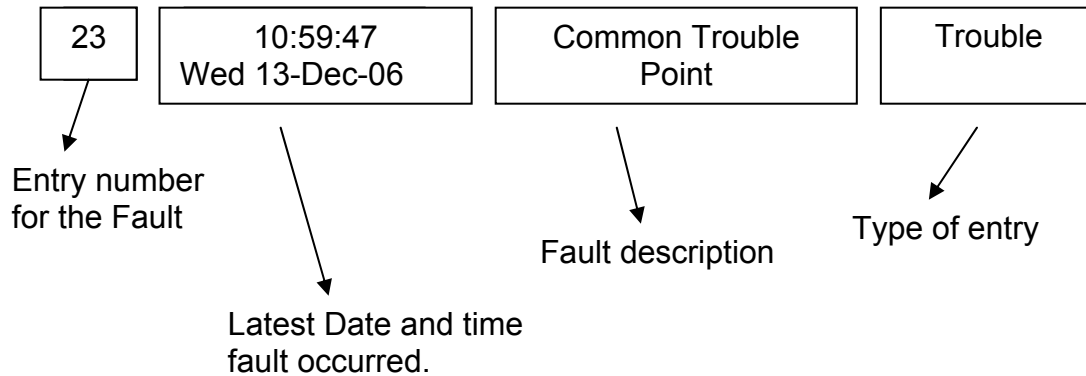 23
10:59:47
Wed 13-Dec-06
Common Trouble
Point
Trouble
Entry number
for the Fault
Latest Date and time
fault occurred.
Fault description
Type of entry